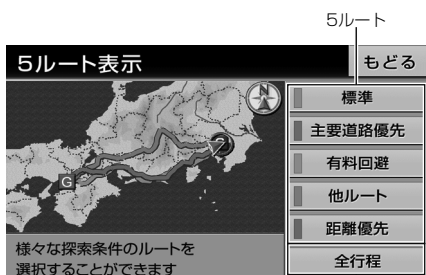 5ルート
5ルート表示
もどる
標準
主要道路優先
有料回避
他ルート
距離優先
全行程
G
様々な探索条件のルートを
選択することができます